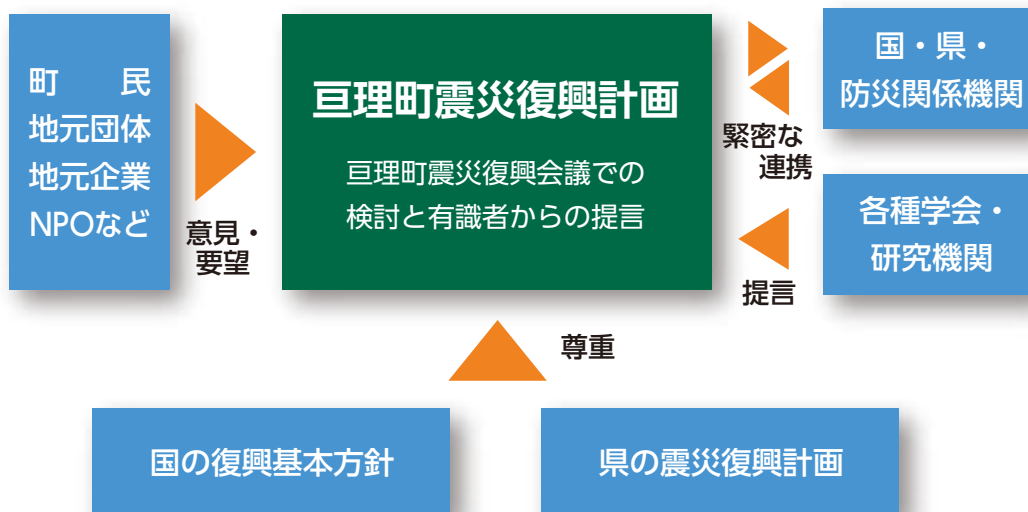 町　民
地元団体
地元企業
NPOなど
意見・
要望
亘理町震災復興計画
亘理町震災復興会議での
検討と有識者からの提言
緊密な
連携
国・県・
防災関係機関
各種学会・
研究機関
提言
尊重
国の復興基本方針
県の震災復興計画